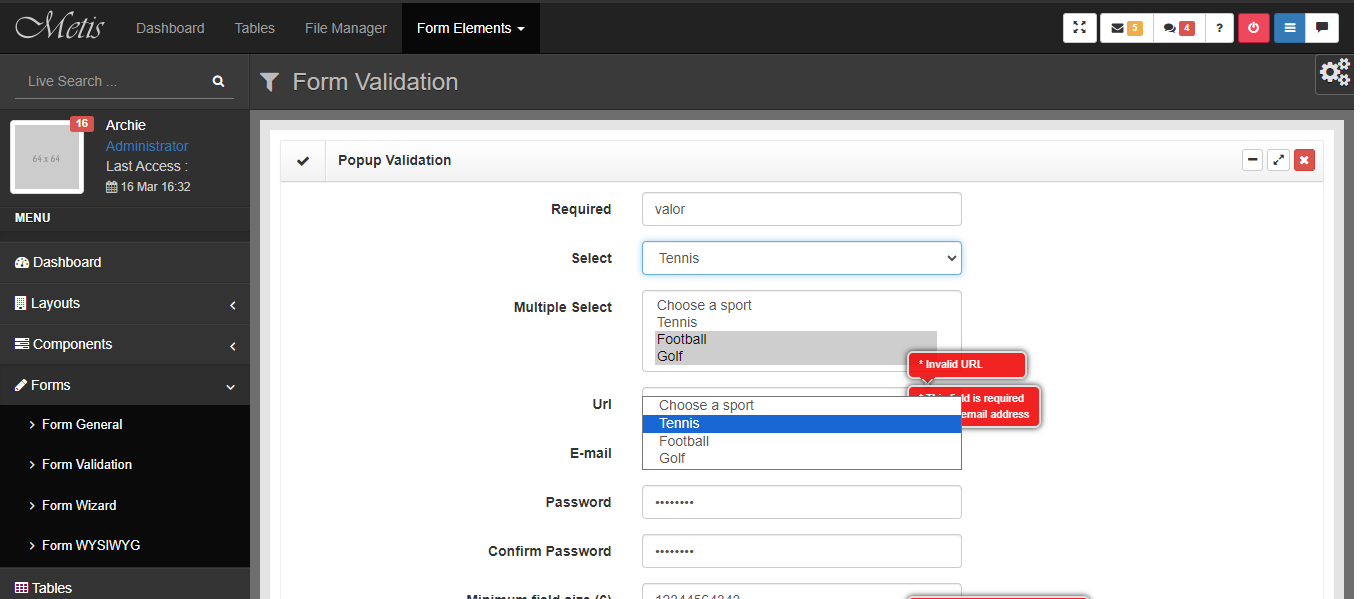 Metis
Dashboard
Tables
File Manager
Form Elements
5
4
?
Live Search ...
Form Validation
64 x 64
16
Archie
Administrator
Last Access :
16 Mar 16:32
MENU
Dashboard
Layouts
Components
Forms
Form General
Form Validation
Form Wizard
Form WYSIWYG
Tables
Popup Validation
Required
valor
Select
Tennis
Multiple Select
Choose a sport
Tennis
Football
Golf
* Invalid URL
Url
field is required
email address
Choose a sport
Tennis
Football
Golf
E-mail
Password
••••••••
Confirm Password
••••••••
Minimum field size (6)